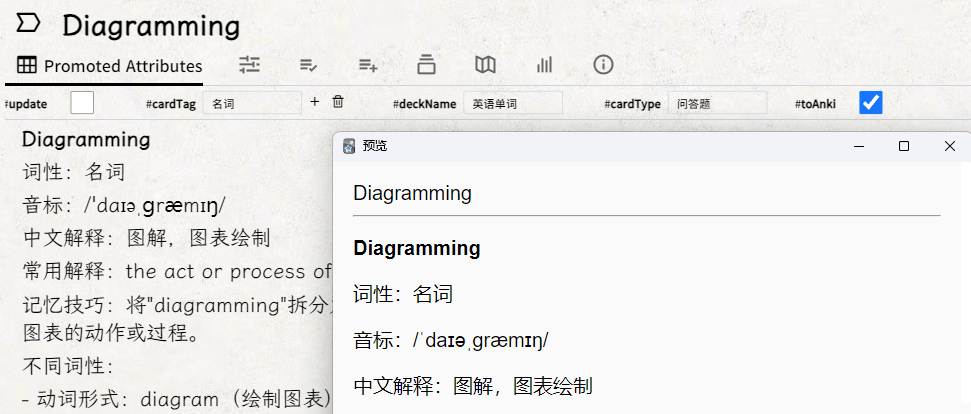 Diagramming
Promoted Attributes
#update #cardTag 名词 + #deckName 英语单词 #cardType 问答题 #toAnki
Diagramming
词性：名词
音标：/ˈdaɪəˌɡræmɪŋ/
中文解释：图解，图表绘制
常用解释：the act or process of
记忆技巧：将"diagramming"拆分
图表的动作或过程。
不同词性：
- 动词形式：diagram（绘制图表）
预览
Diagramming
Diagramming
词性：名词
音标：/ˈdaɪəˌɡræmɪŋ/
中文解释：图解，图表绘制